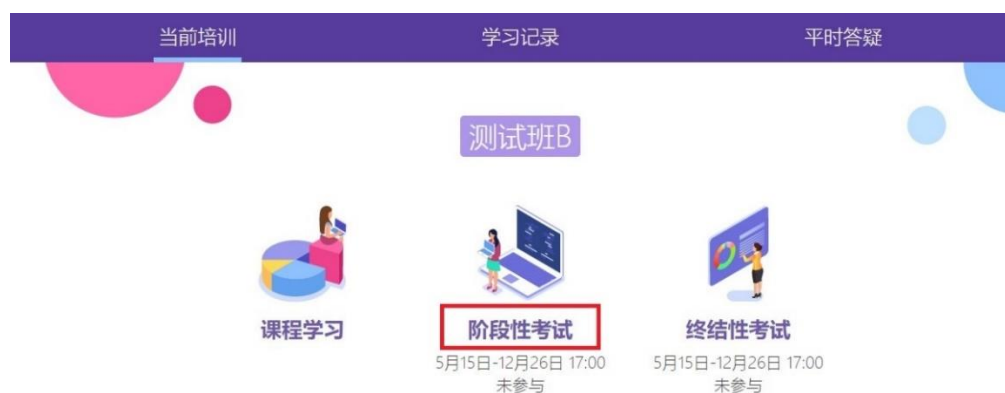 当前培训 学习记录 平时答疑
测试班B
课程学习 阶段性考试 终结性考试
5月15日-12月26日 17:00 5月15日-12月26日 17:00
未参与 未参与